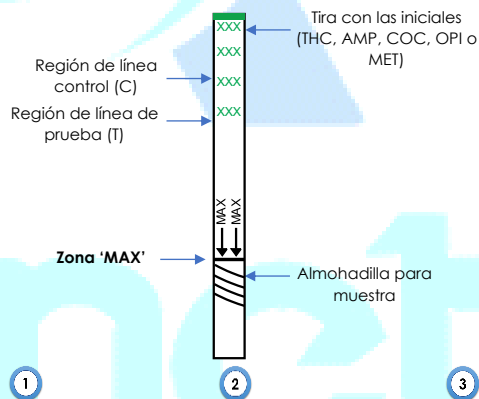 Tira con las iniciales
(THC, AMP, COC, OPI o
MET)
XXX
XXX
XXX
XXX
Región de línea
control (C)
Región de línea de
prueba (T)
MAX
MAX
Zona ‘MAX’
Almohadilla para
muestra
1
2
3